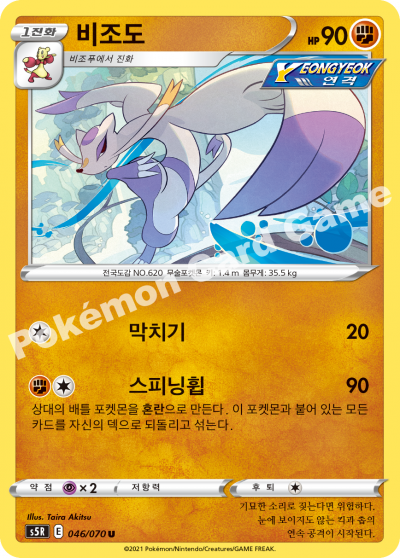 1진화 비조도 HP 90
비조푸에서 진화
YEONGYEOK
연격
전국도감 NO.620 무술포켓몬 키: 1.4 m 몸무게: 35.5 kg
Pokémon Card Game
막치기 20
스피닝휩 90
상대의 배틀 포켓몬을 혼란으로 만든다. 이 포켓몬과 붙어 있는 모든
카드를 자신의 덱으로 되돌리고 섞는다.
약점 ×2 저항력 후퇴
Illus. Taira Akitsu
s5R E 046/070 U
기묘한 소리로 짖는다면 위험하다.
눈에 보이지도 않는 킥과 춉의
연속 공격이 시작된다.
©2021 Pokémon/Nintendo/Creatures/GAME FREAK.